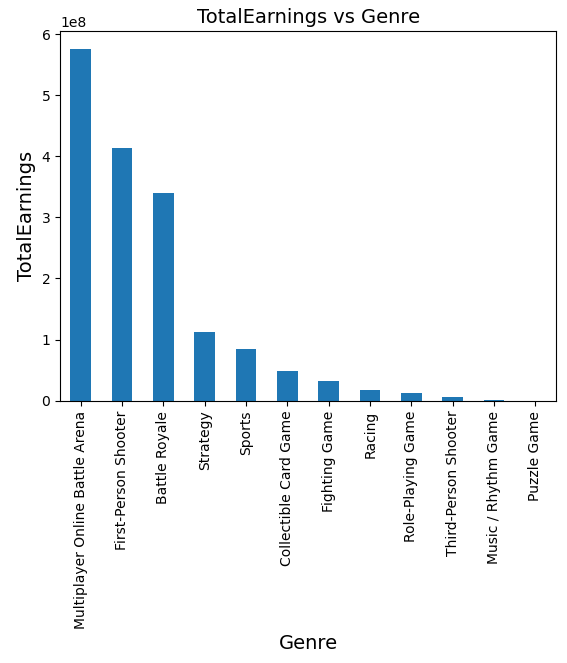 TotalEarnings vs Genre
1e8
6
5
4
3
2
1
0
TotalEarnings
Multiplayer Online Battle Arena
First-Person Shooter
Battle Royale
Strategy
Sports
Collectible Card Game
Fighting Game
Racing
Role-Playing Game
Third-Person Shooter
Music / Rhythm Game
Puzzle Game
Genre